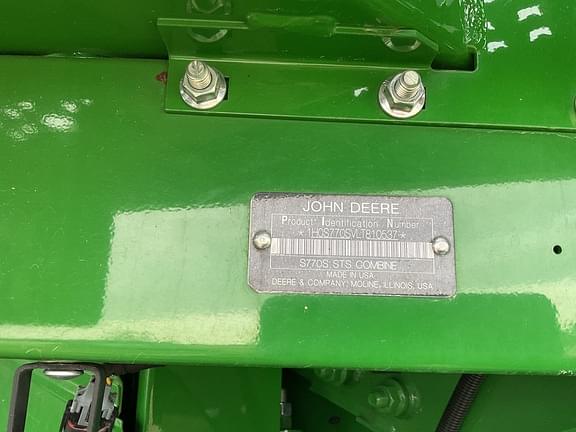 JOHN DEERE
Product Identification Number
*1H0S770SVLT810537*
S770S STS COMBINE
MADE IN USA
DEERE & COMPANY, MOLINE, ILLINOIS, USA